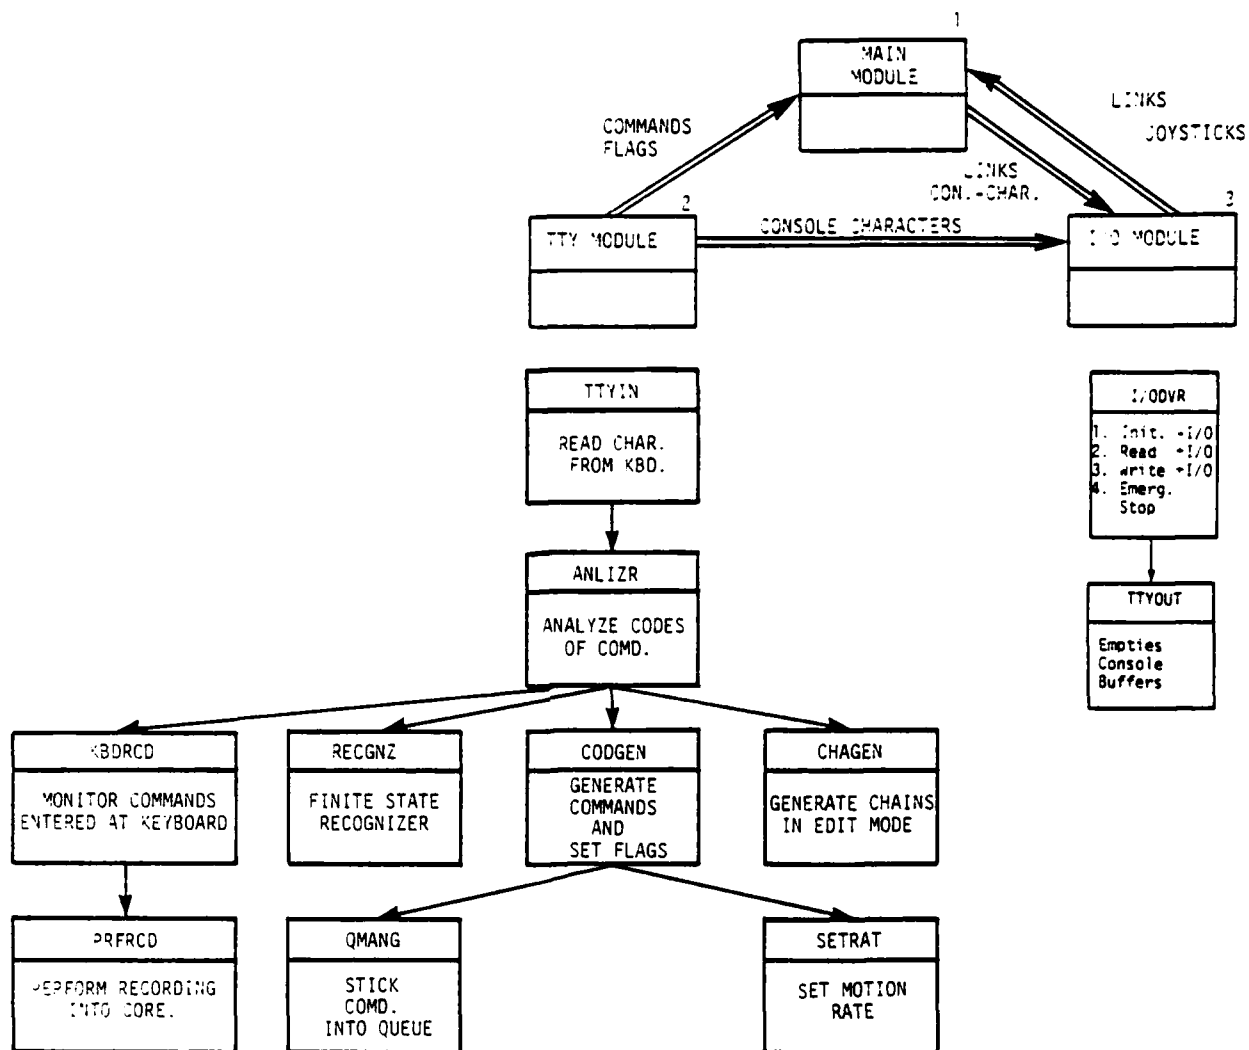 1
MAIN
MODULE
COMMANDS
FLAGS
LINKS
JOYSTICKS
LINKS
CON.-CHAR.
2
TTY MODULE
CONSOLE CHARACTERS
3
I/O MODULE
TTYIN
READ CHAR.
FROM KBD.
I/ODVR
1. Init. -I/O
2. Read +I/O
3. Write +I/O
4. Emerg.
Stop
ANLIZR
ANALYZE CODES
OF COMD.
TTYOUT
Empties
Console
Buffers
KBDRCD
MONITOR COMMANDS
ENTERED AT KEYBOARD
RECGNZ
FINITE STATE
RECOGNIZER
CODGEN
GENERATE
COMMANDS
AND
SET FLAGS
CHAGEN
GENERATE CHAINS
IN EDIT MODE
PRFRCD
PERFORM RECORDING
INTO CORE.
QMANG
STICK
COMD.
INTO QUEUE
SETRAT
SET MOTION
RATE